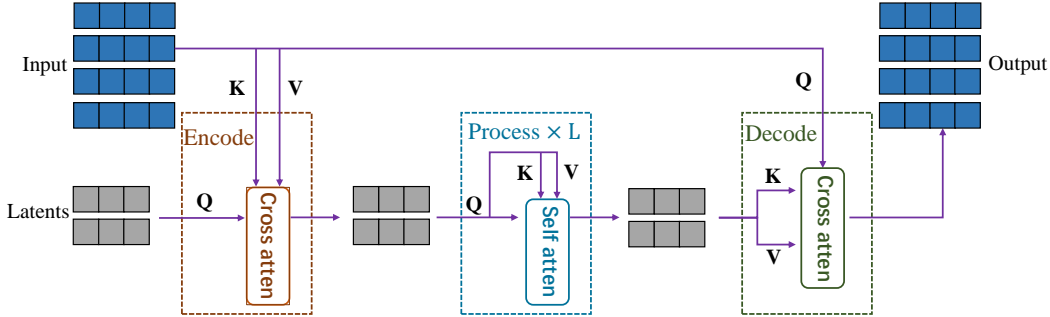 Input
K
V
Q
Output
Encode
Process × L
Decode
Latents
Q
Cross atten
Q
K
V
Self atten
K
V
Cross atten